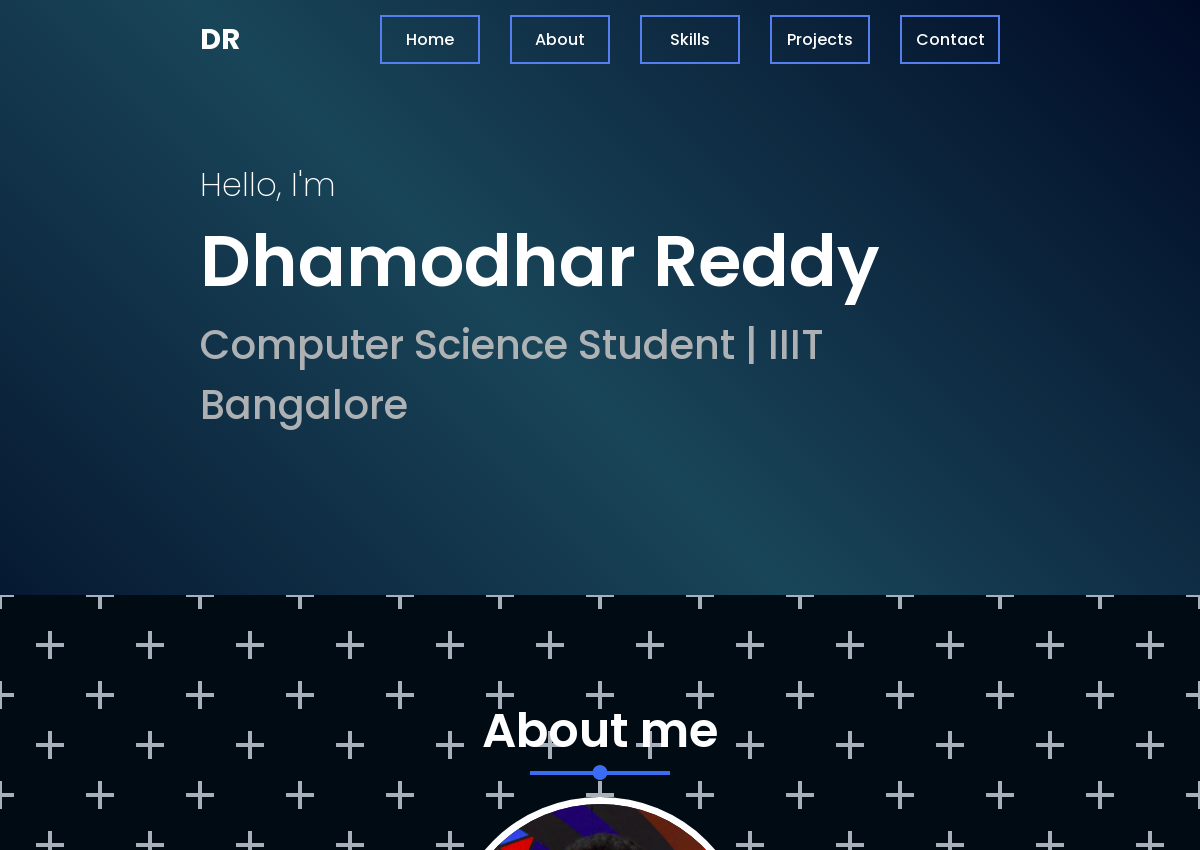 DR
Home
About
Skills
Projects
Contact
Hello, I'm
Dhamodhar Reddy
Computer Science Student | IIIT
Bangalore
About me